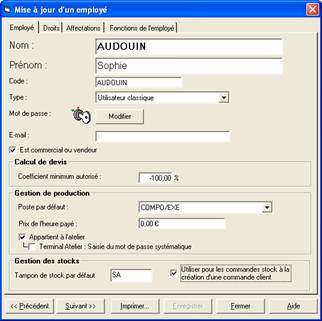 Mise à jour d'un employé
Employé Droits Affectations Fonctions de l'employé
Nom : AUDOUIN
Prénom : Sophie
Code : AUDOUIN
Type : Utilisateur classique
Mot de passe : Modifier
E-mail :
Est commercial ou vendeur
Calcul de devis
Coefficient minimum autorisé : -100,00 %
Gestion de production
Poste par défaut : COMPO/EXE
Prix de l'heure payé : 0,00 €
Appartient à l'atelier
Terminal Atelier : Saisie du mot de passe systématique
Gestion des stocks
Tampon de stock par défaut SA Utiliser pour les commandes stock à la
création d'une commande client
<< Précédent Suivant >> Imprimer... Enregistrer Fermer Aide